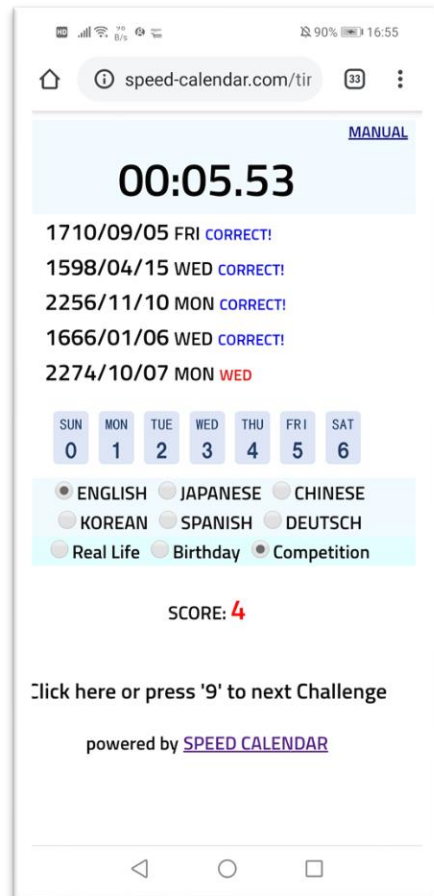 HD 90% 16:55
B/s
speed-calendar.com/tir 33
MANUAL
00:05.53
1710/09/05 FRI CORRECT!
1598/04/15 WED CORRECT!
2256/11/10 MON CORRECT!
1666/01/06 WED CORRECT!
2274/10/07 MON WED
SUN MON TUE WED THU FRI SAT
0 1 2 3 4 5 6
ENGLISH JAPANESE CHINESE
KOREAN SPANISH DEUTSCH
Real Life Birthday Competition
SCORE: 4
Click here or press '9' to next Challenge
powered by SPEED CALENDAR